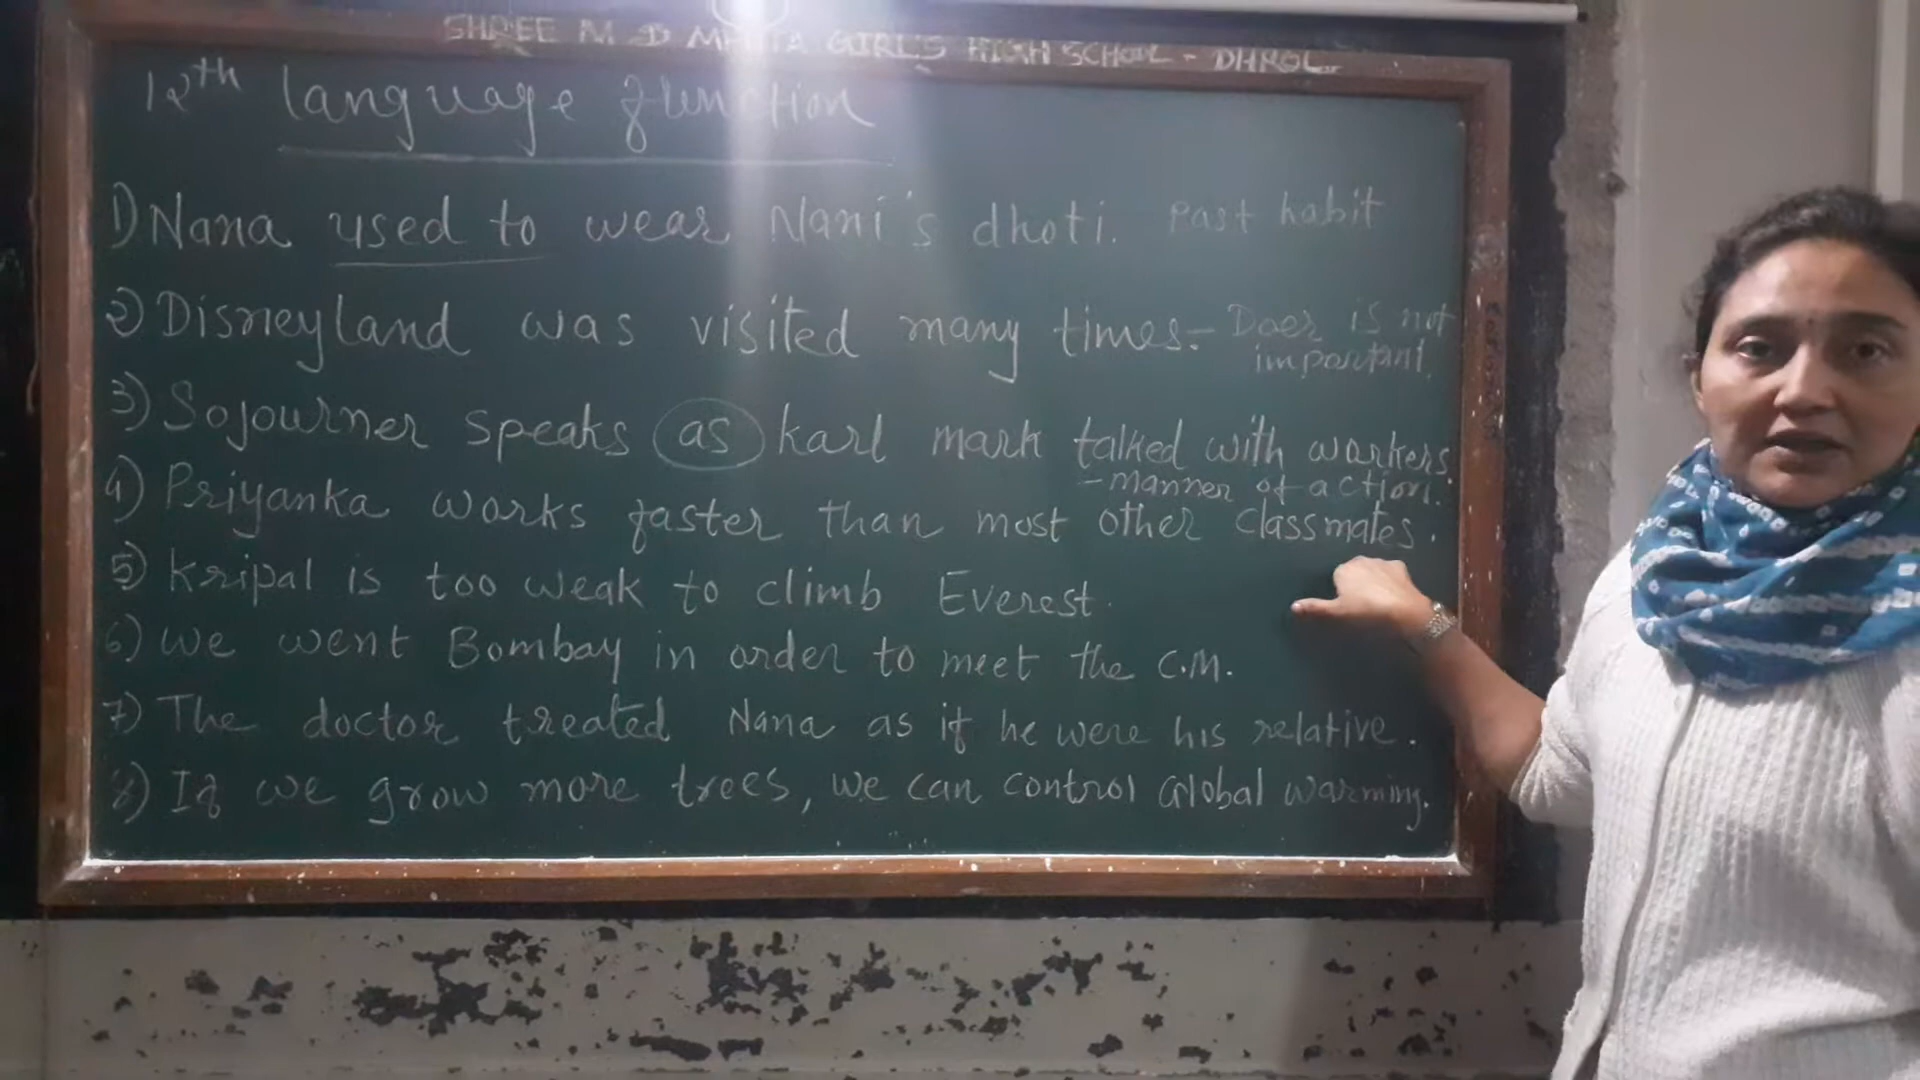 SHREE M D MEHTA GIRL'S HIGH SCHOOL - DHROL.
12th language function
1) Nana used to wear Nani's dhoti. Past habit
2) Disneyland was visited many times. - Doer is not
important.
3) Sojourner speaks as karl mark talked with workers.
- manner of action.
4) Priyanka works faster than most other classmates.
5) Kripal is too weak to climb Everest.
6) We went Bombay in order to meet the C.M.
7) The doctor treated Nana as if he were his relative.
8) If we grow more trees, we can control Global warming.